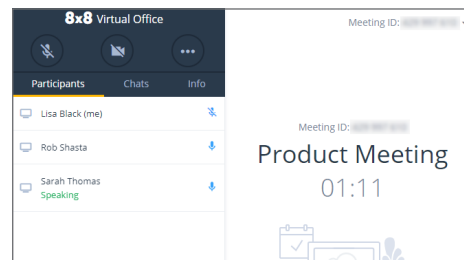 8x8 Virtual Office
Meeting ID:
Participants Chats Info
Lisa Black (me)
Rob Shasta
Sarah Thomas
Speaking
Meeting ID:
Product Meeting
01:11